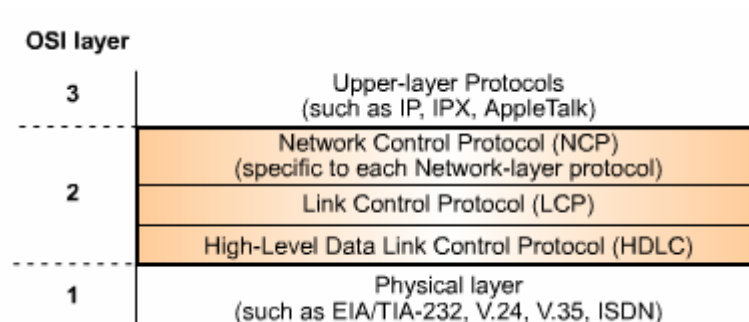 OSI layer
3
Upper-layer Protocols
(such as IP, IPX, AppleTalk)
Network Control Protocol (NCP)
(specific to each Network-layer protocol)
2
Link Control Protocol (LCP)
High-Level Data Link Control Protocol (HDLC)
1
Physical layer
(such as EIA/TIA-232, V.24, V.35, ISDN)